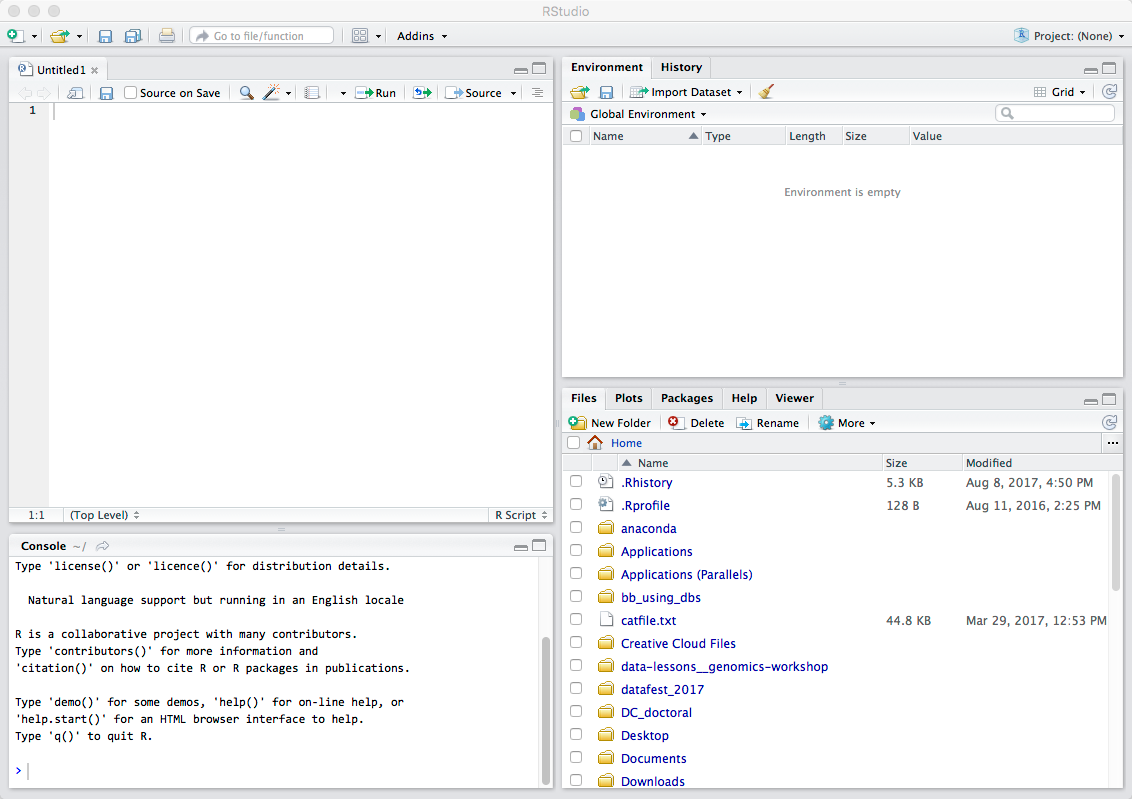 RStudio
Go to file/function
Addins
Project: (None)
Untitled1
Source on Save
Run
Source
1
1:1
(Top Level)
R Script
Console ~/
Type 'license()' or 'licence()' for distribution details.
Natural language support but running in an English locale
R is a collaborative project with many contributors.
Type 'contributors()' for more information and
'citation()' on how to cite R or R packages in publications.
Type 'demo()' for some demos, 'help()' for on-line help, or
'help.start()' for an HTML browser interface to help.
Type 'q()' to quit R.
>
Environment History
Import Dataset
Grid
Global Environment
Name Type Length Size Value
Environment is empty
Files Plots Packages Help Viewer
New Folder Delete Rename More
Home ...
Name Size Modified
.Rhistory 5.3 KB Aug 8, 2017, 4:50 PM
.Rprofile 128 B Aug 11, 2016, 2:25 PM
anaconda
Applications
Applications (Parallels)
bb_using_dbs
catfile.txt 44.8 KB Mar 29, 2017, 12:53 PM
Creative Cloud Files
data-lessons__genomics-workshop
datafest_2017
DC_doctoral
Desktop
Documents
Downloads